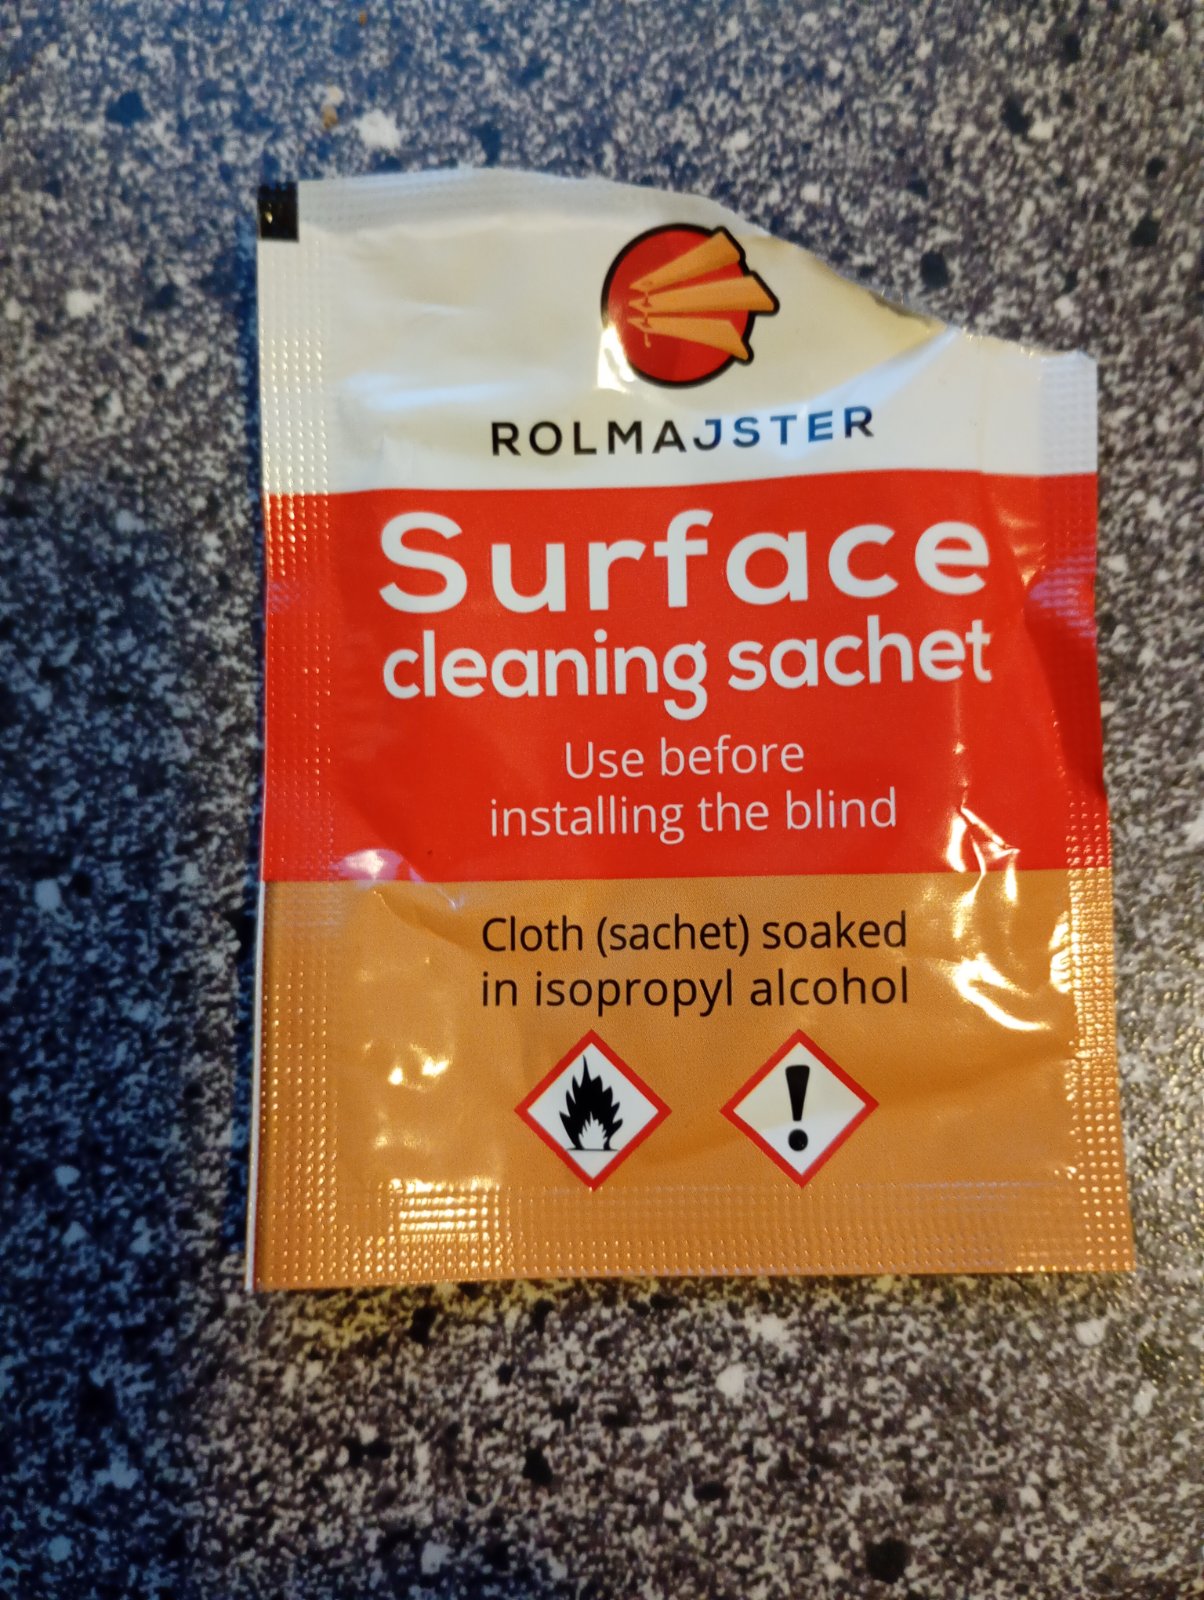 ROLMAJSTER
Surface
cleaning sachet
Use before
installing the blind
Cloth (sachet) soaked
in isopropyl alcohol
!